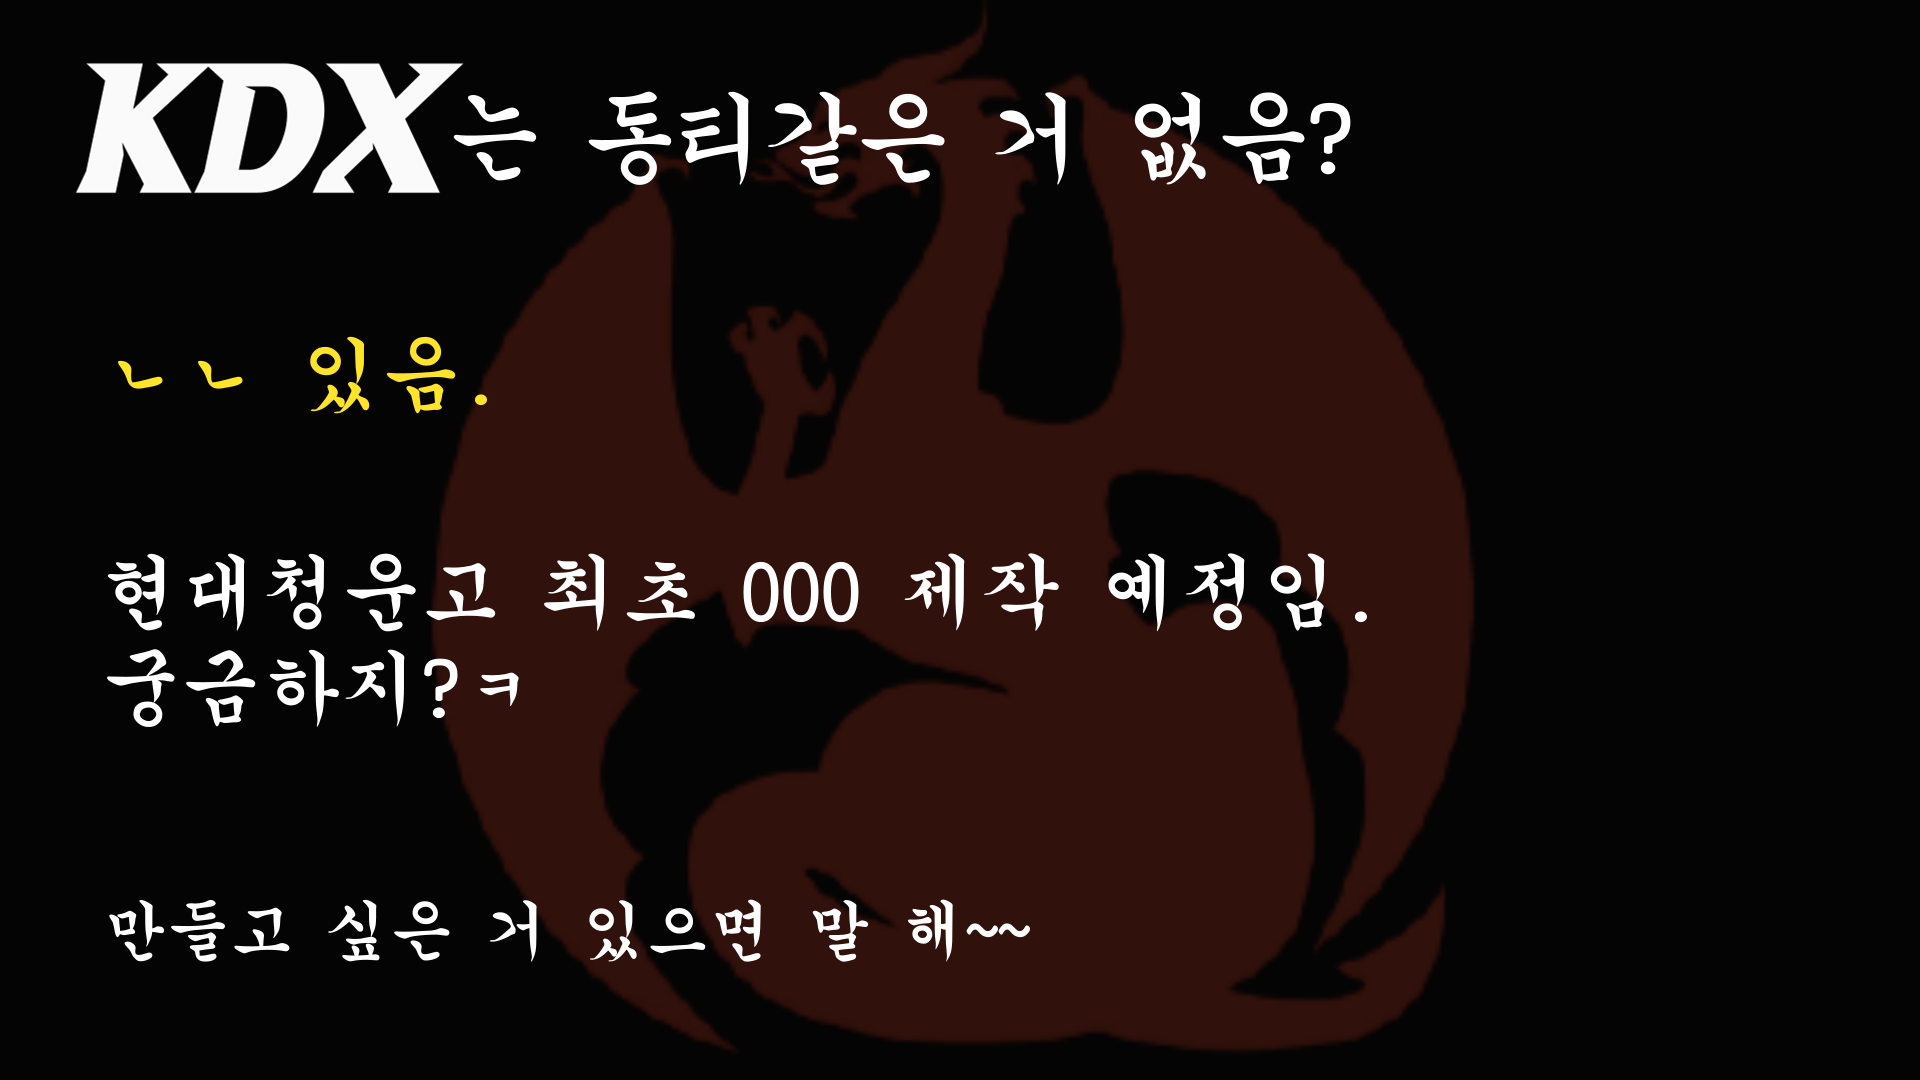 KDX는 동티같은 거 없음?
ㄴㄴ 있음.
현대청운고 최초 000 제작 예정임.
궁금하지?ㅋ
만들고 싶은 거 있으면 말 해~~